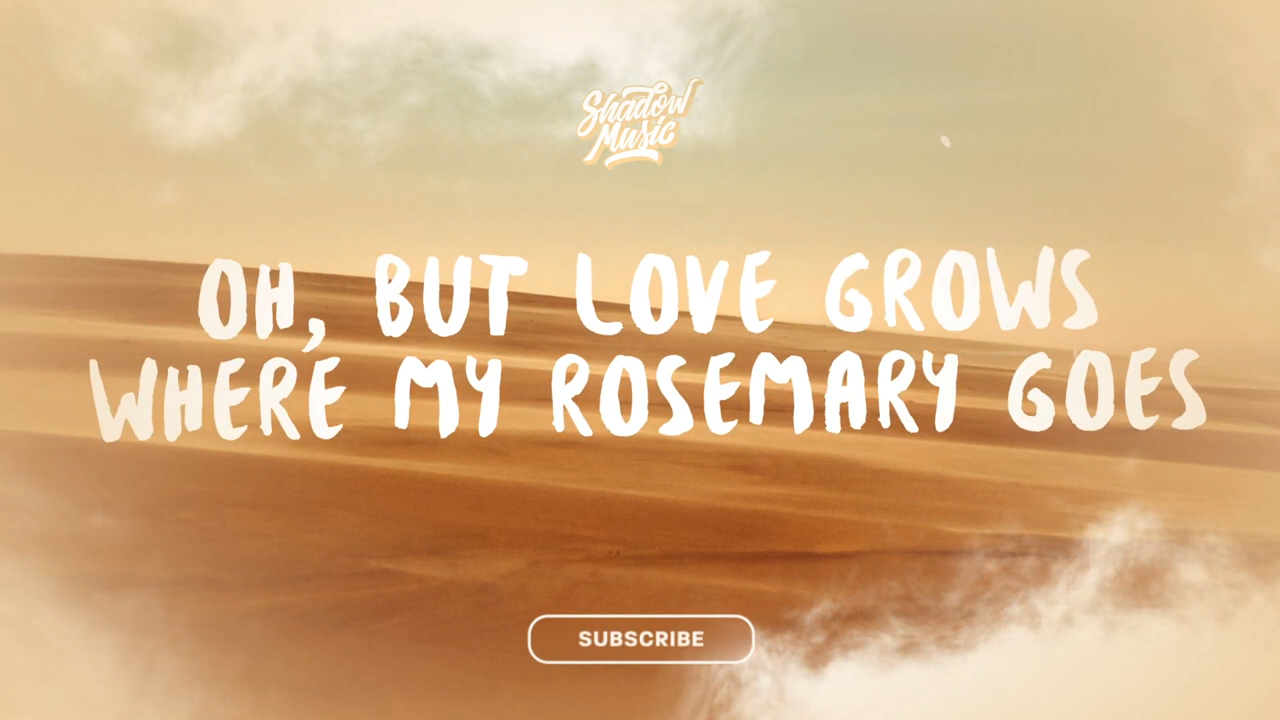 Shadow
Music
OH, BUT LOVE GROWS
WHERE MY ROSEMARY GOES
SUBSCRIBE